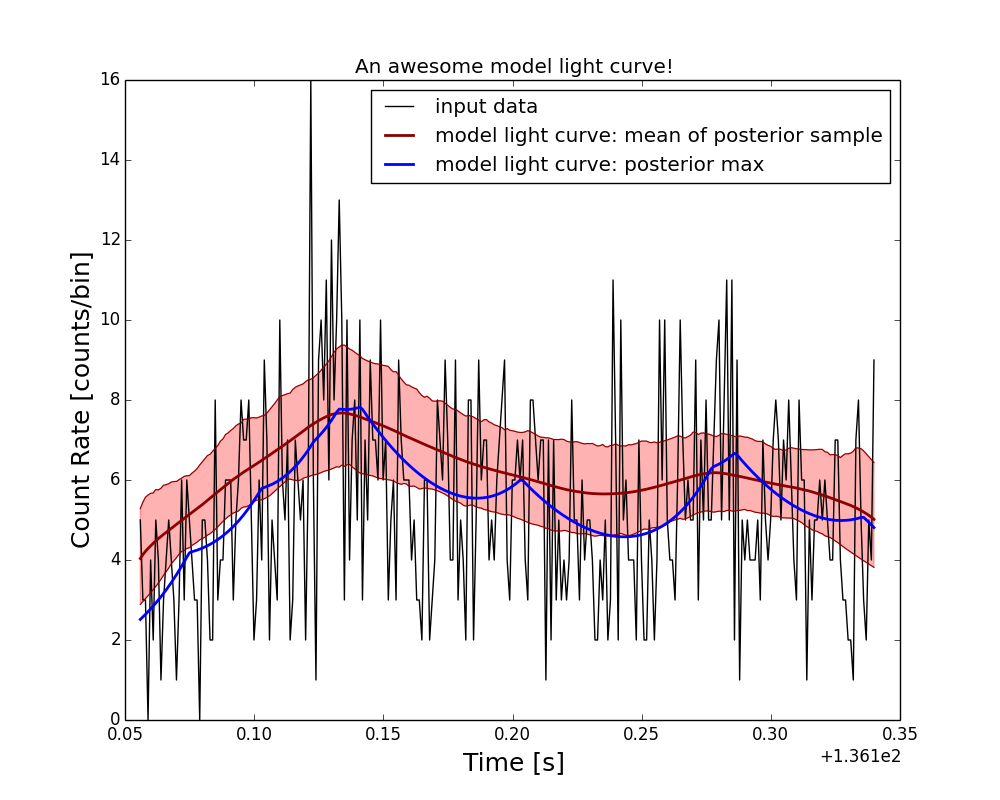 An awesome model light curve!
input data
model light curve: mean of posterior sample
model light curve: posterior max
Count Rate [counts/bin]
16
14
12
10
8
6
4
2
0
0.05 0.10 0.15 0.20 0.25 0.30 0.35
+1.361e2
Time [s]